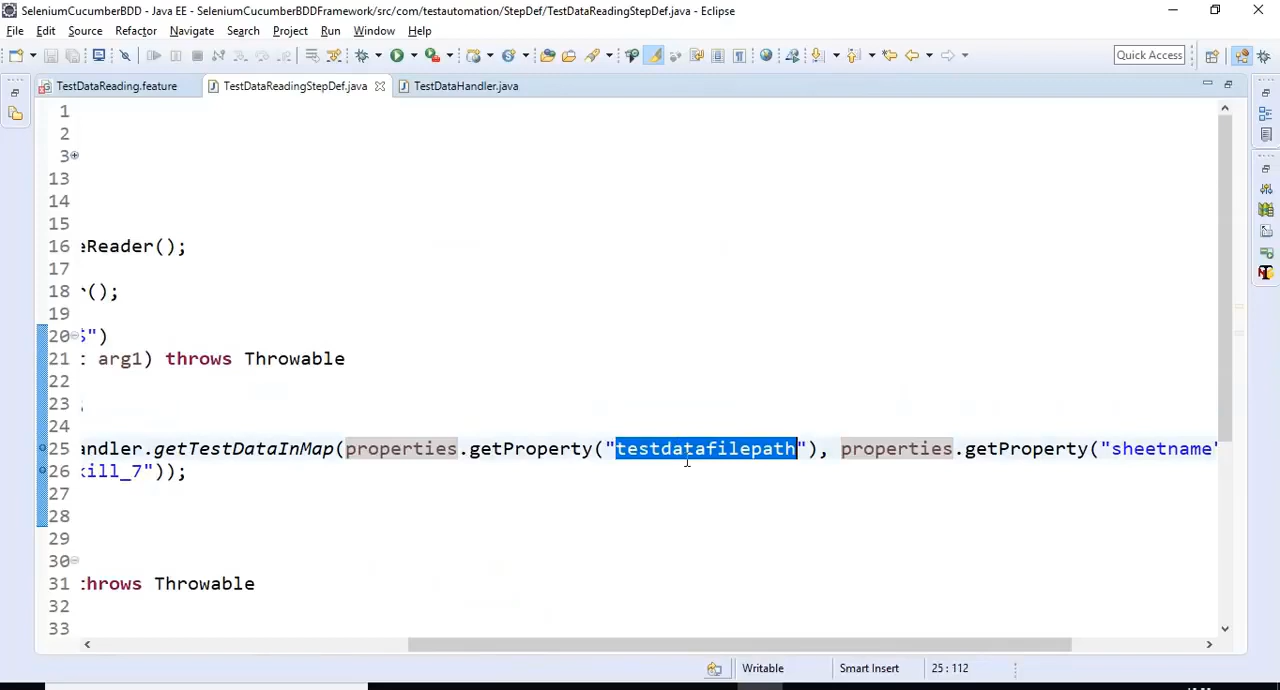 SeleniumCucumberBDD - Java EE - SeleniumCucumberBDDFramework/src/com/testautomation/StepDef/TestDataReadingStepDef.java - Eclipse
File Edit Source Refactor Navigate Search Project Run Window Help
Quick Access
TestDataReading.feature TestDataReadingStepDef.java TestDataHandler.java
1
2
3
13
14
15
16 eReader();
17
18 r();
19
20 ")
21 : arg1) throws Throwable
22
23 ;
24
25 andler.getTestDataInMap(properties.getProperty("testdatafilepath"), properties.getProperty("sheetname"
26 kill_7"));
27
28
29
30
31 throws Throwable
32
33
Writable Smart Insert 25 : 112